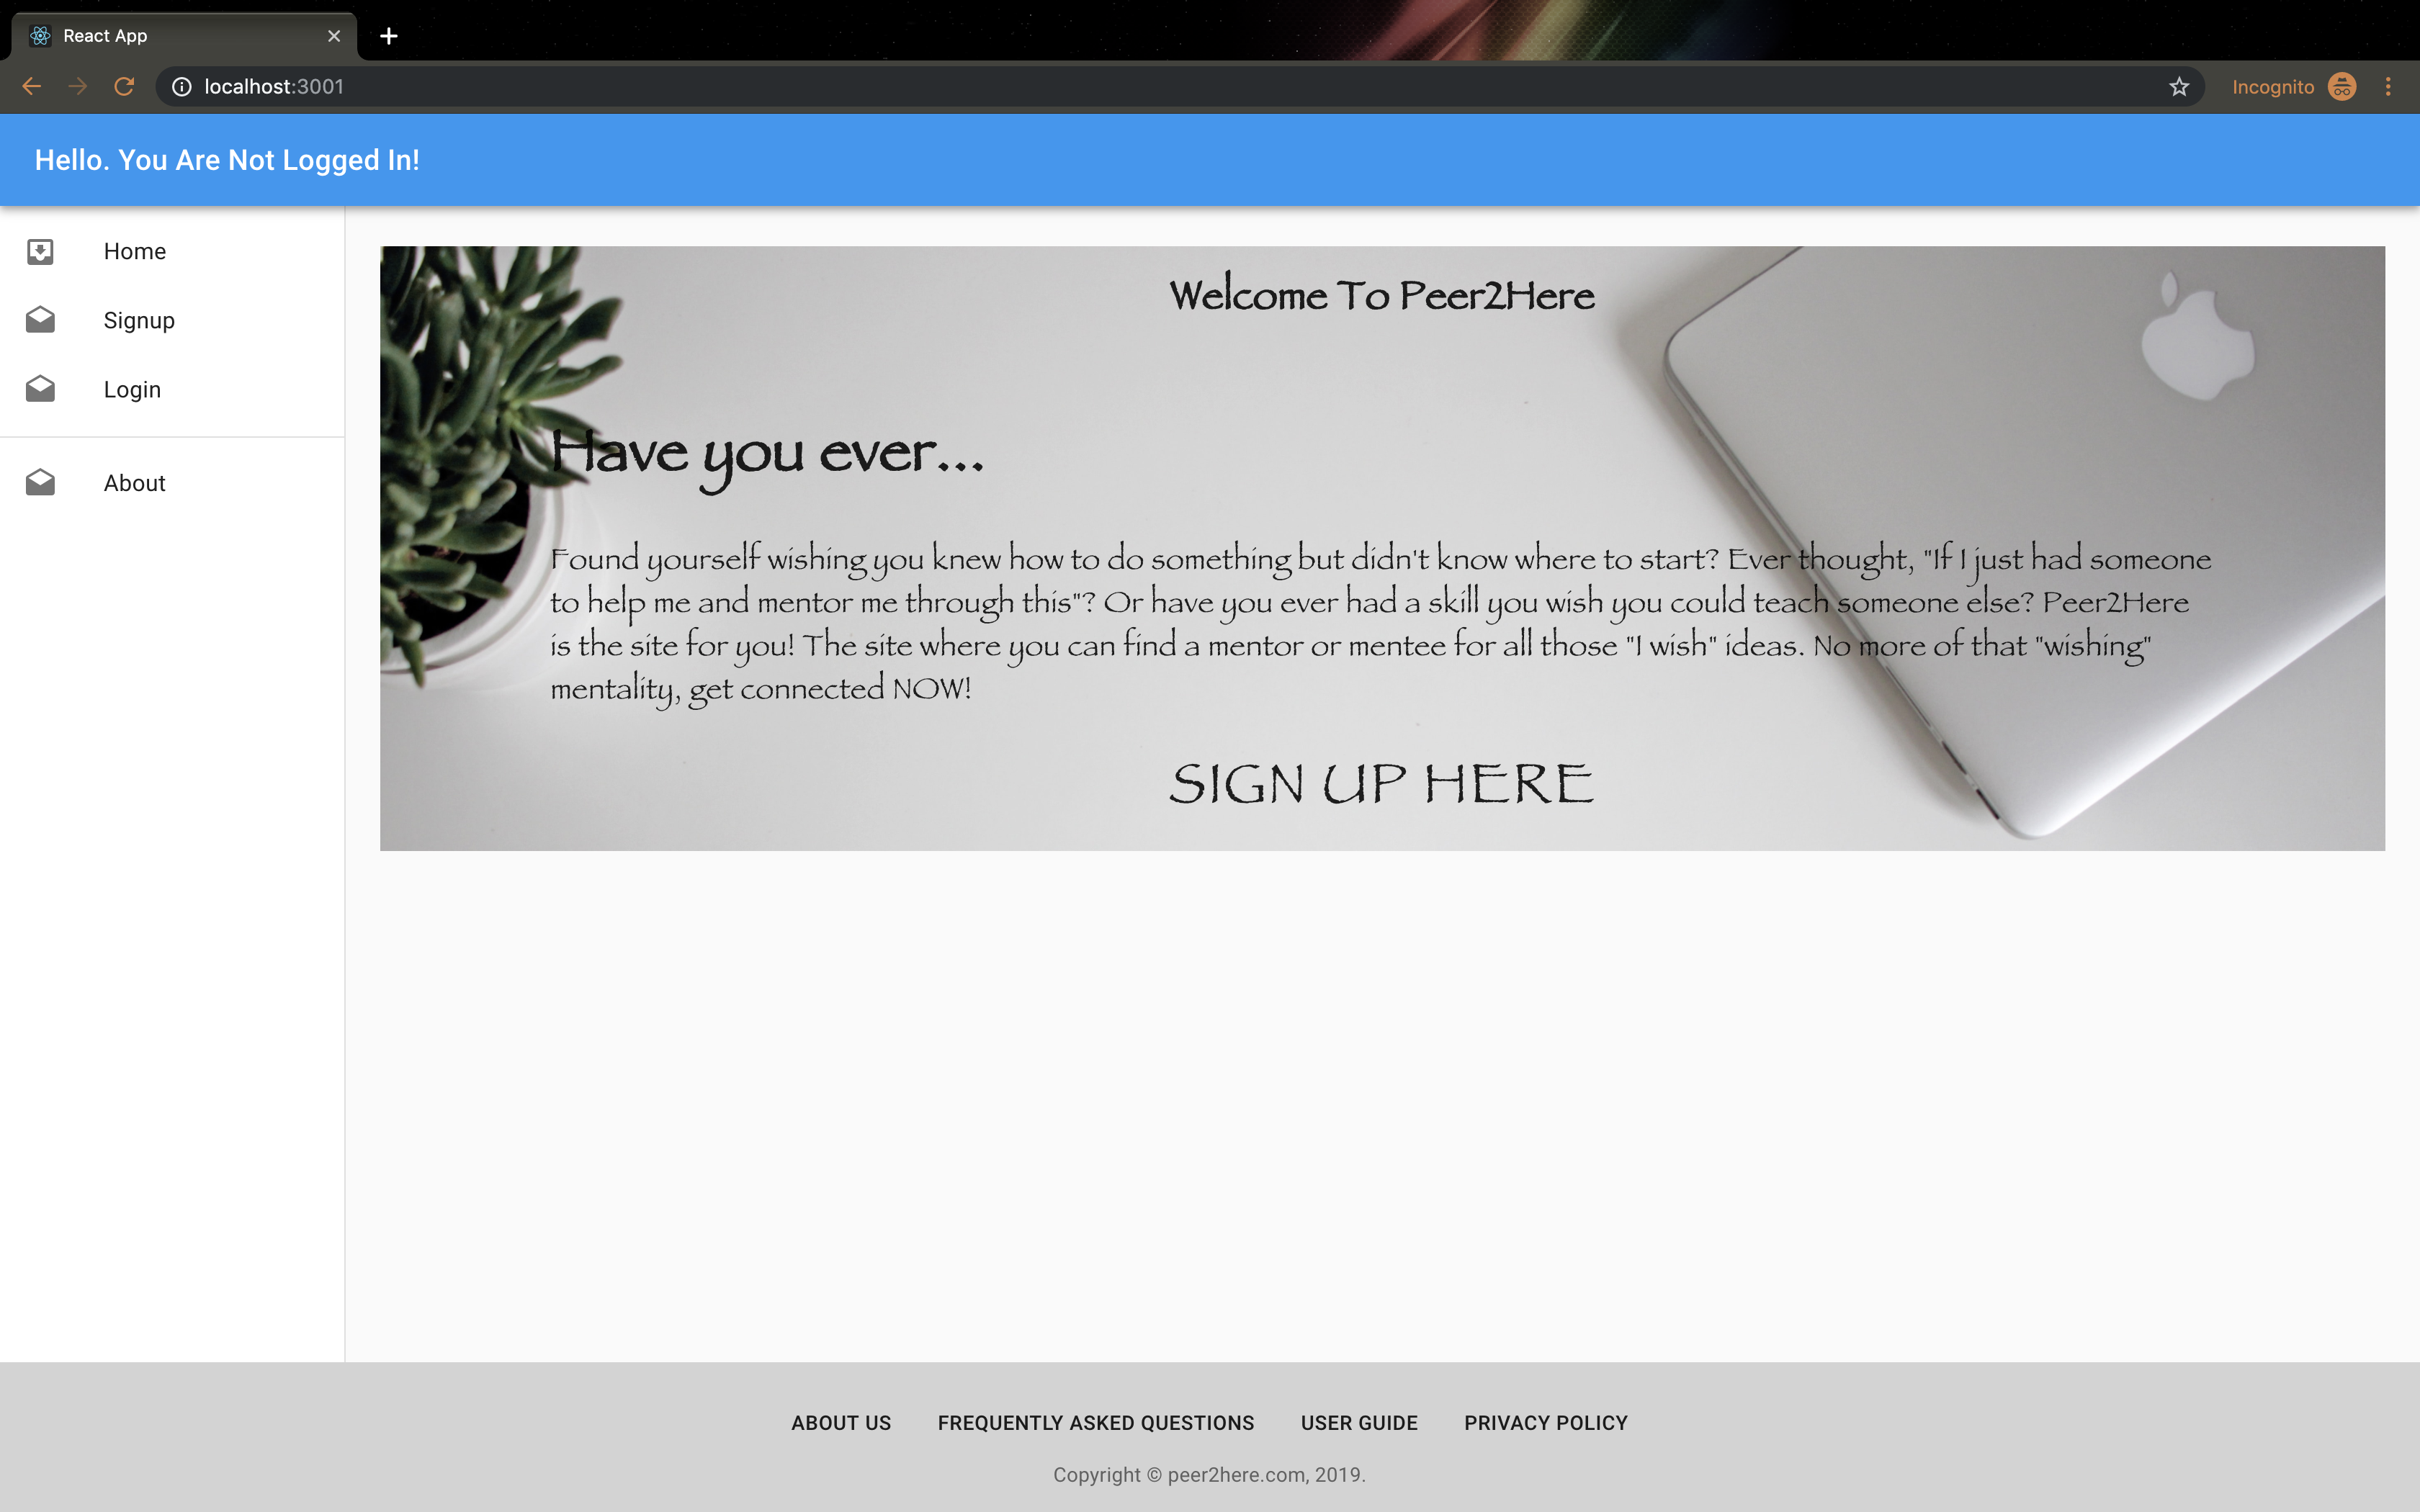 React App
localhost:3001
Incognito
Hello. You Are Not Logged In!
Home
Signup
Login
About
Welcome To Peer2Here
Have you ever...
Found yourself wishing you knew how to do something but didn't know where to start? Ever thought, "If I just had someone
to help me and mentor me through this"? Or have you ever had a skill you wish you could teach someone else? Peer2Here
is the site for you! The site where you can find a mentor or mentee for all those "I wish" ideas. No more of that "wishing"
mentality, get connected NOW!
SIGN UP HERE
ABOUT US FREQUENTLY ASKED QUESTIONS USER GUIDE PRIVACY POLICY
Copyright © peer2here.com, 2019.